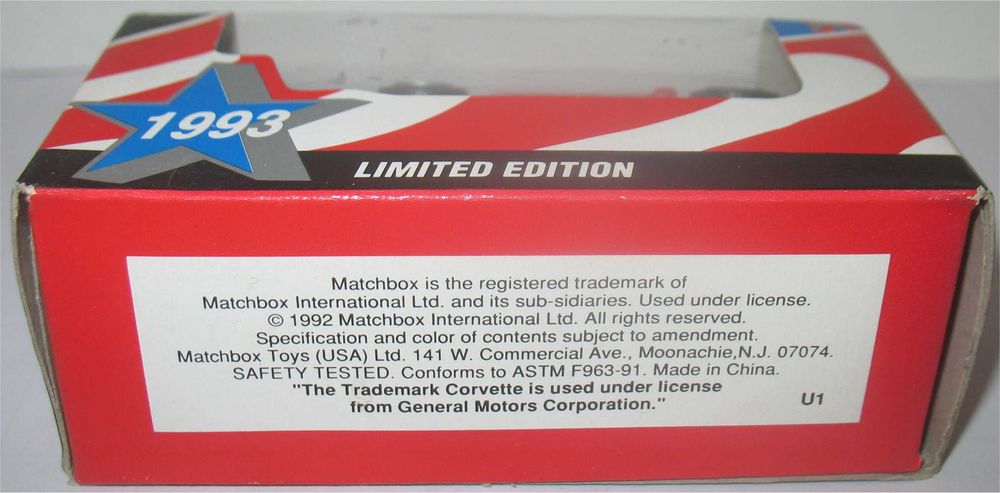 1993
LIMITED EDITION
Matchbox is the registered trademark of
Matchbox International Ltd. and its sub-sidiaries. Used under license.
© 1992 Matchbox International Ltd. All rights reserved.
Specification and color of contents subject to amendment.
Matchbox Toys (USA) Ltd. 141 W. Commercial Ave., Moonachie,N.J. 07074.
SAFETY TESTED. Conforms to ASTM F963-91. Made in China.
"The Trademark Corvette is used under license
from General Motors Corporation."
U1